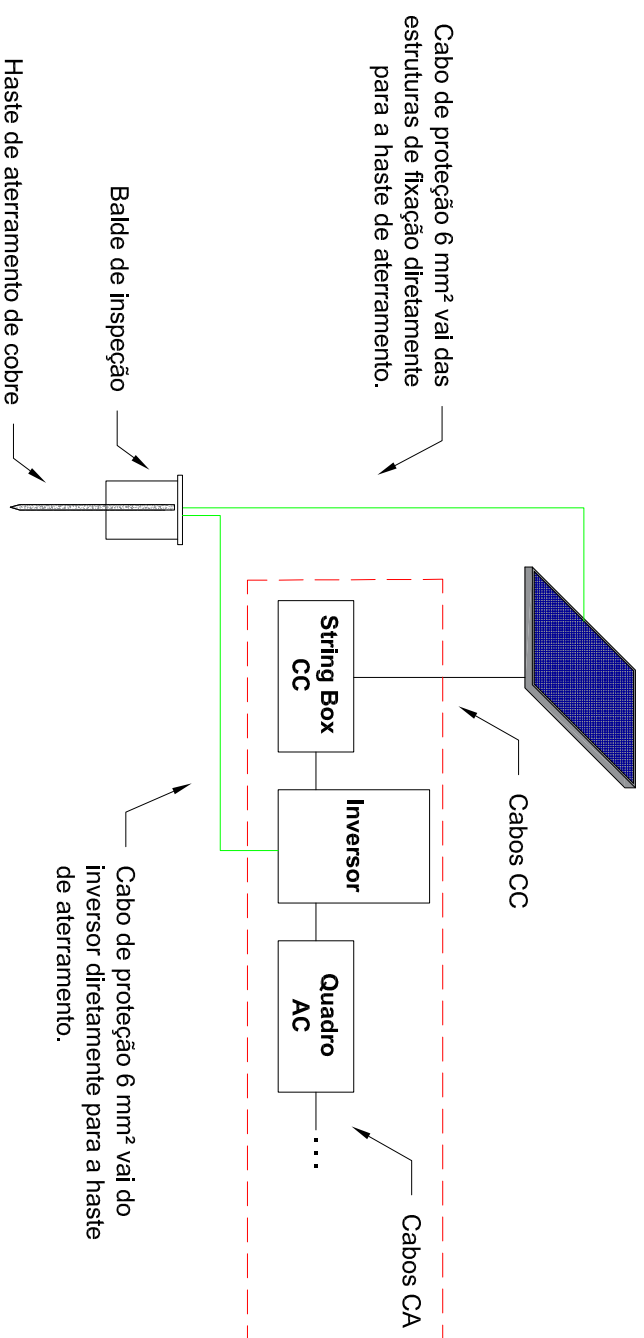 Cabo de proteção 6 mm² vai das
estruturas de fixação diretamente
para a haste de aterramento.
Cabos CC
Cabos CA
String Box
CC
Inversor
Quadro
AC
...
Balde de inspeção
Haste de aterramento de cobre
Cabo de proteção 6 mm² vai do
inversor diretamente para a haste
de aterramento.